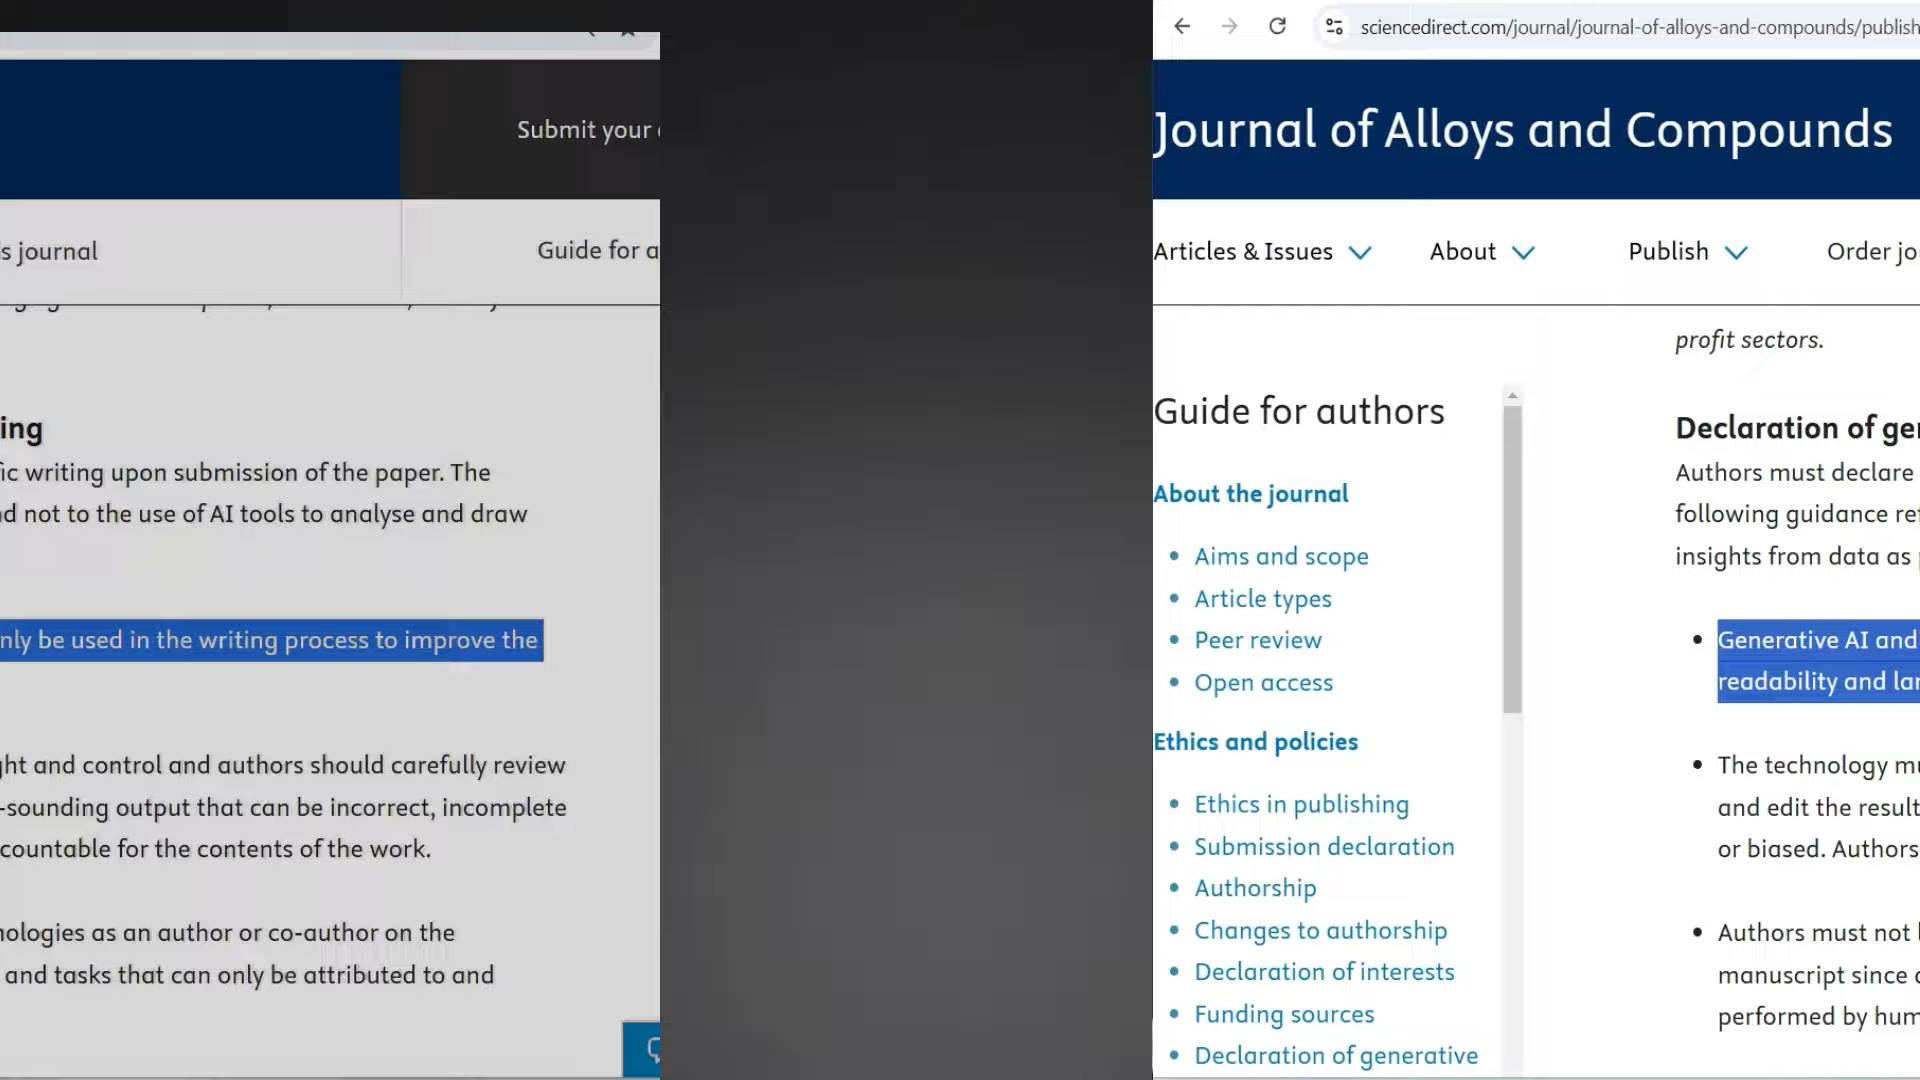 Submit your
s journal
Guide for a
ing
fic writing upon submission of the paper. The
nd not to the use of AI tools to analyse and draw
nly be used in the writing process to improve the
ght and control and authors should carefully review
-sounding output that can be incorrect, incomplete
countable for the contents of the work.
nologies as an author or co-author on the
and tasks that can only be attributed to and
sciencedirect.com/journal/journal-of-alloys-and-compounds/publish
Journal of Alloys and Compounds
Articles & Issues
About
Publish
Order jo
Guide for authors
About the journal
Aims and scope
Article types
Peer review
Open access
Ethics and policies
Ethics in publishing
Submission declaration
Authorship
Changes to authorship
Declaration of interests
Funding sources
Declaration of generative
profit sectors.
Declaration of ge
Authors must declare
following guidance re
insights from data as
Generative AI and
readability and la
The technology mu
and edit the result
or biased. Authors
Authors must not
manuscript since
performed by hum